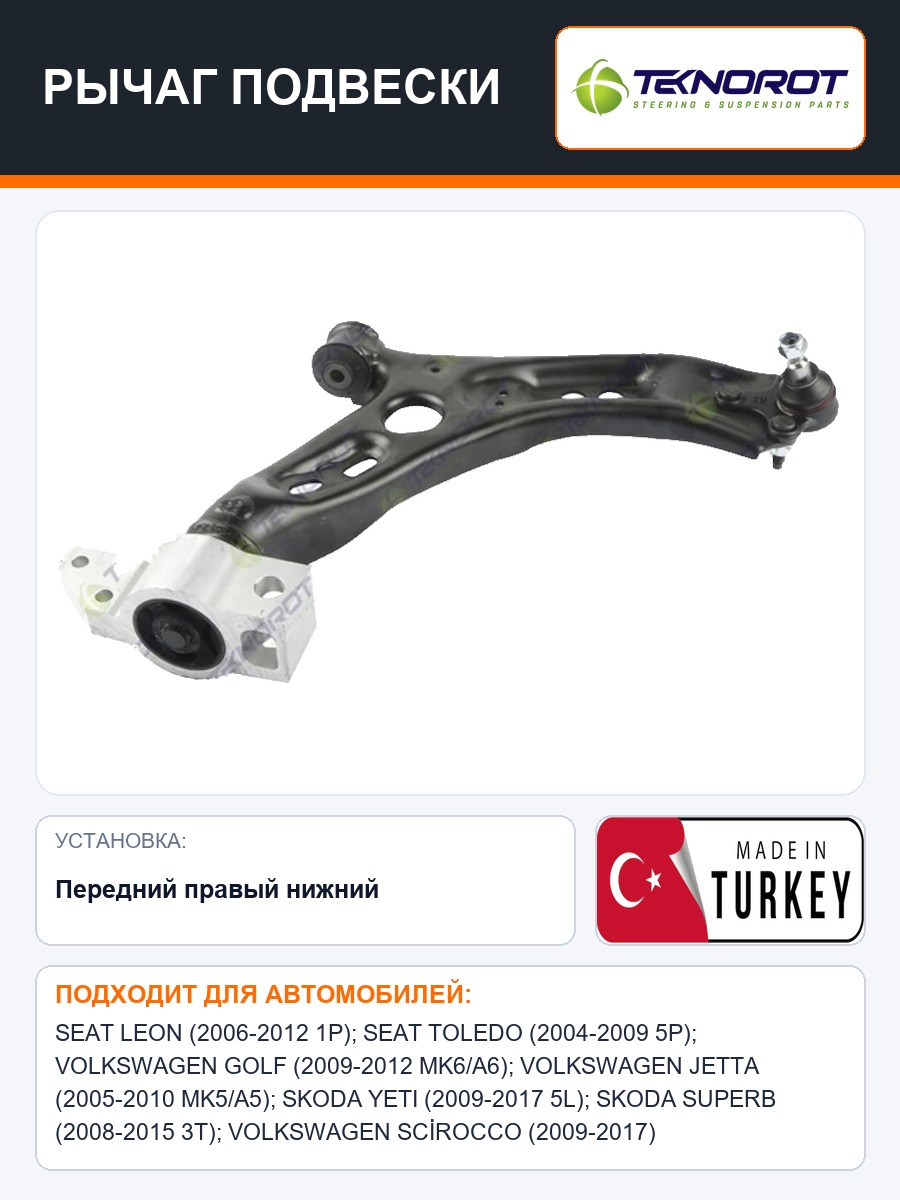 РЫЧАГ ПОДВЕСКИ
TEKNOROT
STEERING & SUSPENSION PARTS
УСТАНОВКА:
Передний правый нижний
MADE IN
TURKEY
ПОДХОДИТ ДЛЯ АВТОМОБИЛЕЙ:
SEAT LEON (2006-2012 1P); SEAT TOLEDO (2004-2009 5P);
VOLKSWAGEN GOLF (2009-2012 MK6/A6); VOLKSWAGEN JETTA
(2005-2010 MK5/A5); SKODA YETI (2009-2017 5L); SKODA SUPERB
(2008-2015 3T); VOLKSWAGEN SCİROCCO (2009-2017)